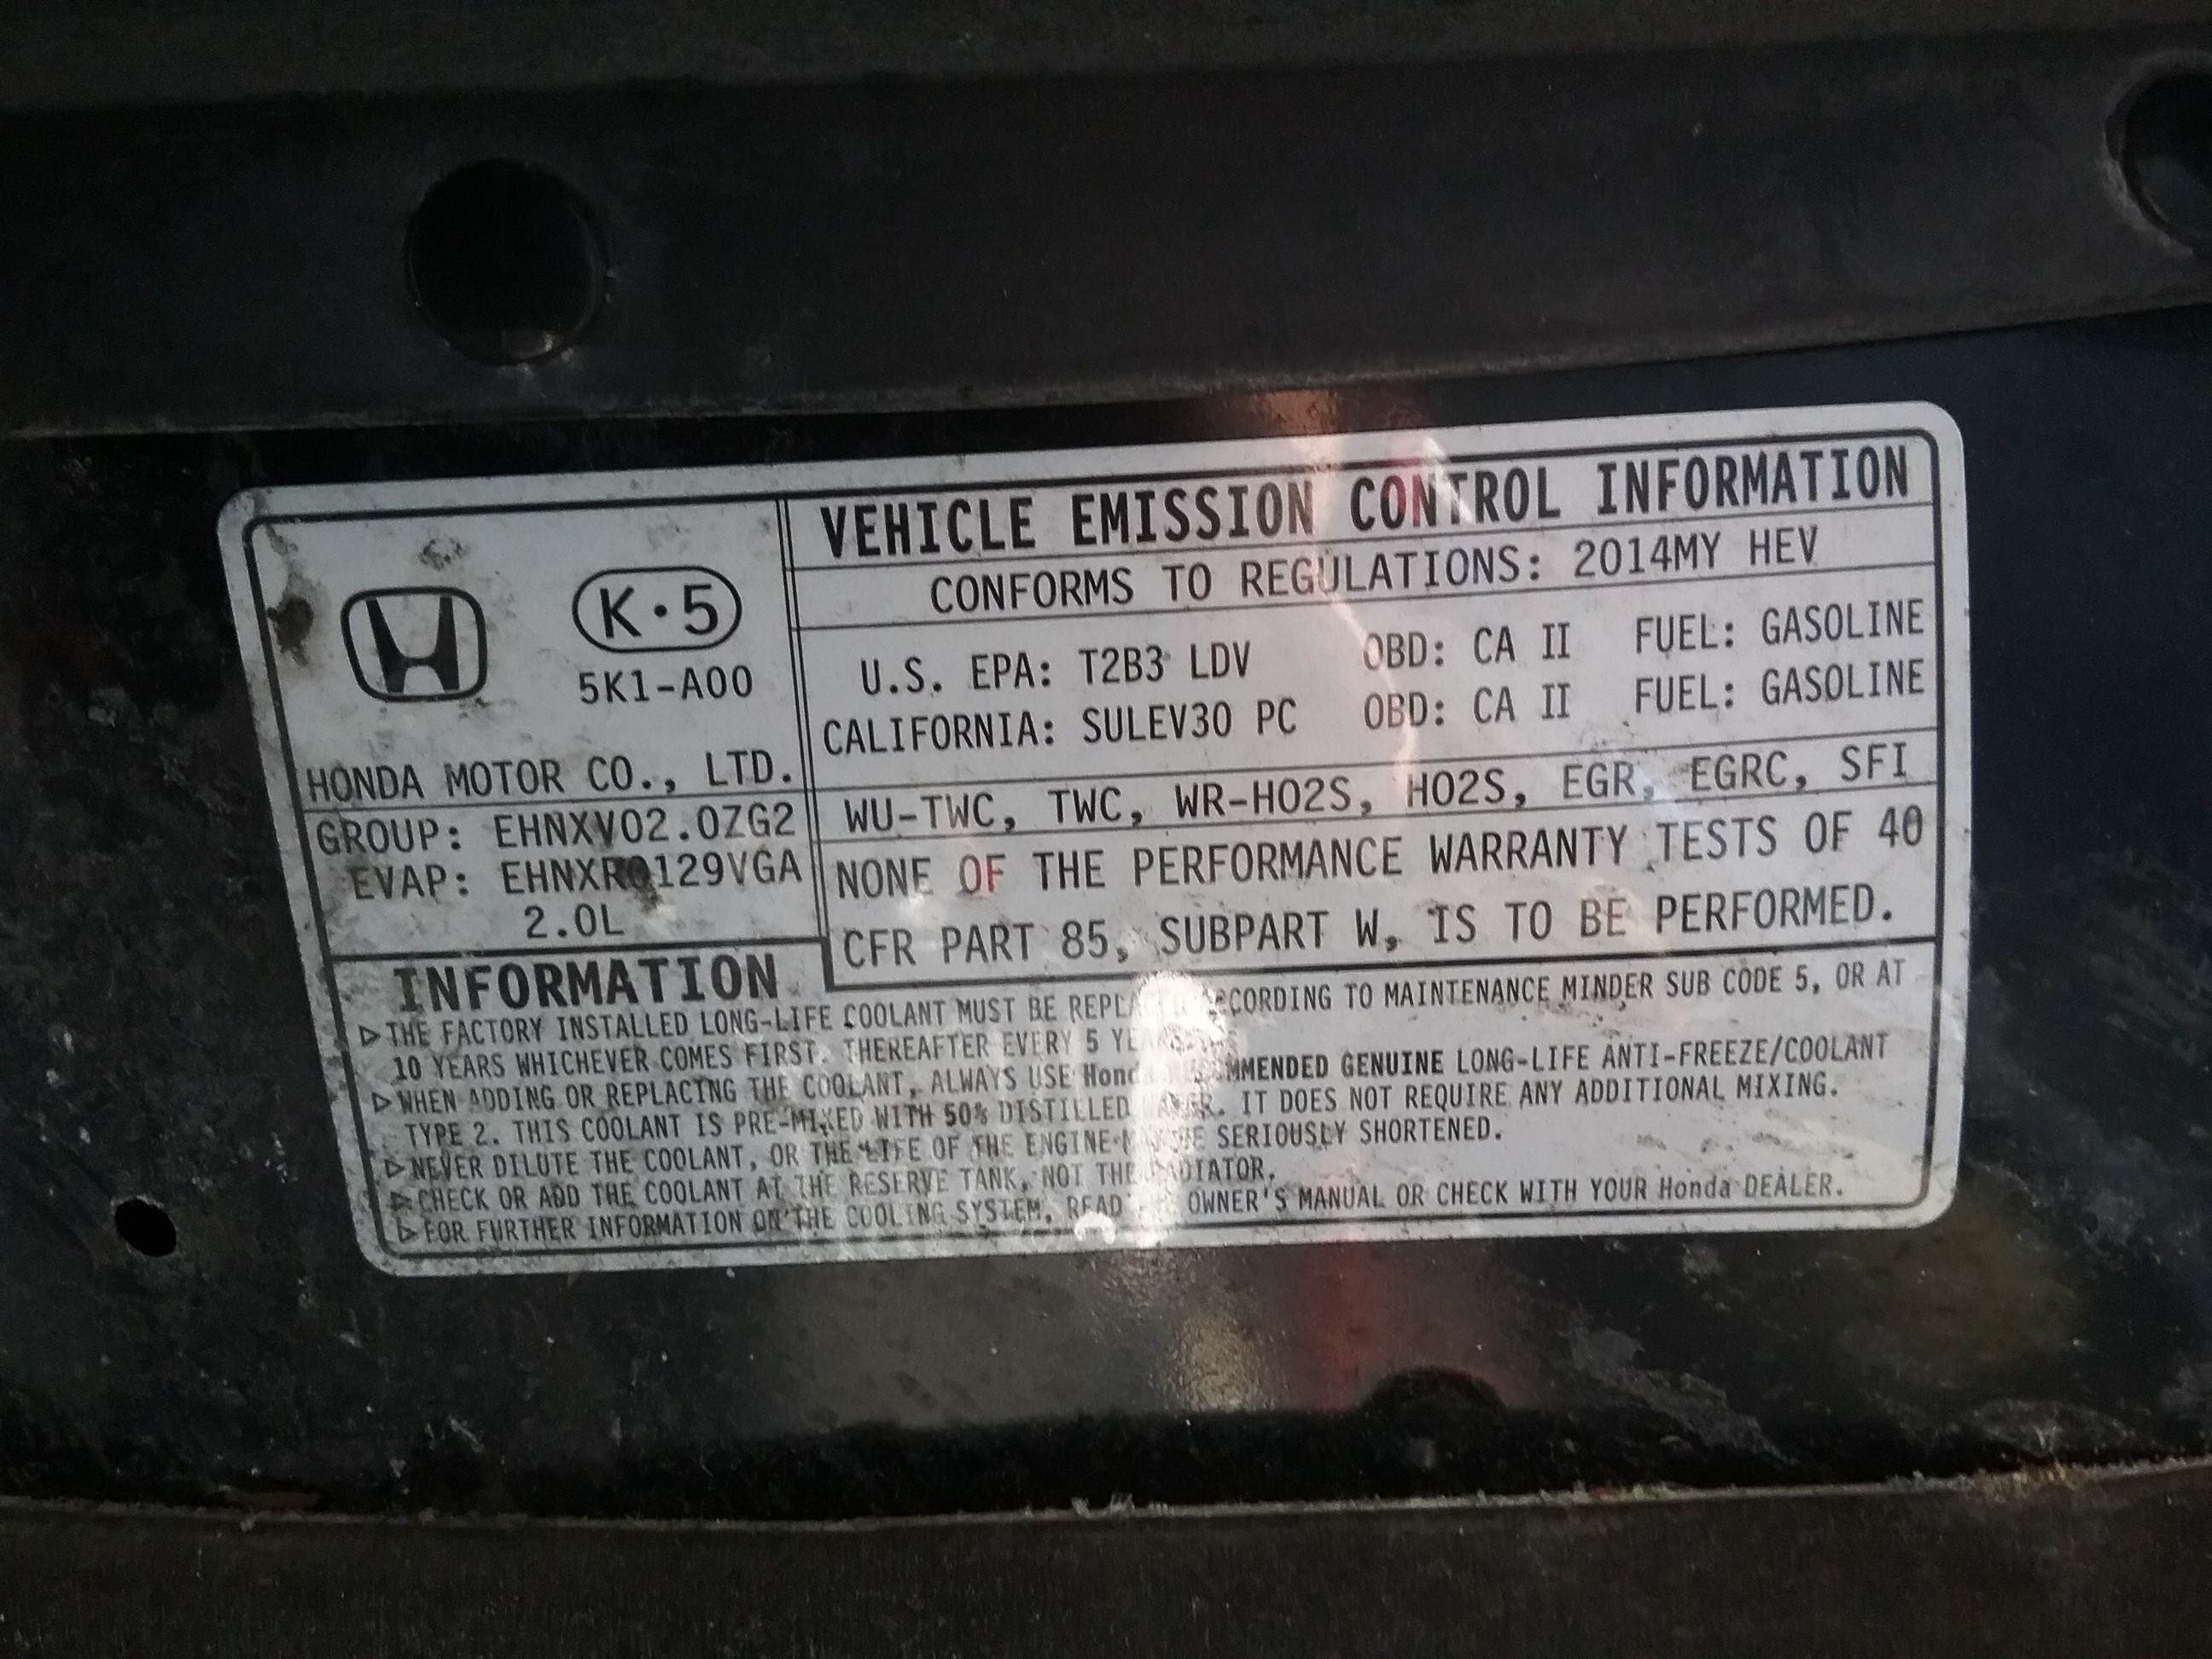 K·5
5K1-A00
HONDA MOTOR CO., LTD.
GROUP: EHNXV02.0ZG2
EVAP: EHNXR0129VGA
2.0L
VEHICLE EMISSION CONTROL INFORMATION
CONFORMS TO REGULATIONS: 2014MY HEV
U.S. EPA: T2B3 LDV OBD: CA II FUEL: GASOLINE
CALIFORNIA: SULEV30 PC OBD: CA II FUEL: GASOLINE
WU-TWC, TWC, WR-HO2S, HO2S, EGR, EGRC, SFI
NONE OF THE PERFORMANCE WARRANTY TESTS OF 40
CFR PART 85, SUBPART W, IS TO BE PERFORMED.
INFORMATION
▷THE FACTORY INSTALLED LONG-LIFE COOLANT MUST BE REPLACED ACCORDING TO MAINTENANCE MINDER SUB CODE 5, OR AT
10 YEARS WHICHEVER COMES FIRST. THEREAFTER EVERY 5 YEARS.
▷WHEN ADDING OR REPLACING THE COOLANT, ALWAYS USE Honda RECOMMENDED GENUINE LONG-LIFE ANTI-FREEZE/COOLANT
TYPE 2. THIS COOLANT IS PRE-MIXED WITH 50% DISTILLED WATER. IT DOES NOT REQUIRE ANY ADDITIONAL MIXING.
▷NEVER DILUTE THE COOLANT, OR THE LIFE OF THE ENGINE MAY BE SERIOUSLY SHORTENED.
▷CHECK OR ADD THE COOLANT AT THE RESERVE TANK, NOT THE RADIATOR.
▷FOR FURTHER INFORMATION ON THE COOLING SYSTEM, READ OWNER'S MANUAL OR CHECK WITH YOUR Honda DEALER.